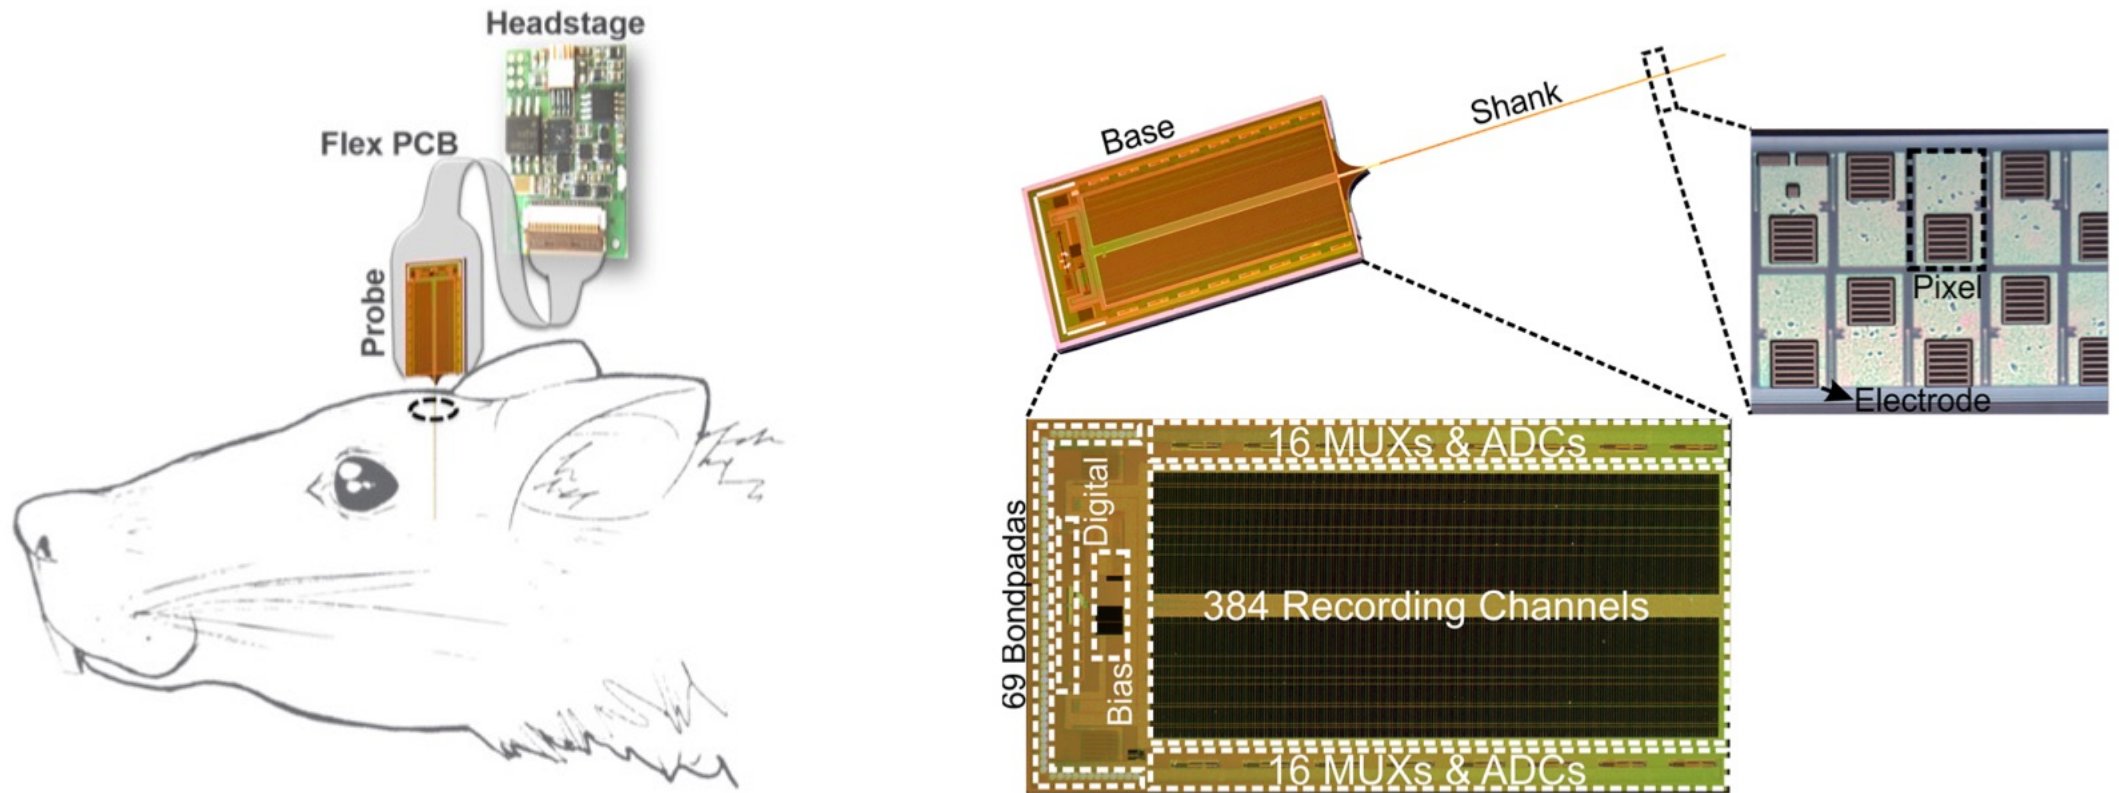 Headstage
Flex PCB
Probe
Base
Shank
Pixel
Electrode
16 MUXs & ADCs
69 Bondpadas
Digital
384 Recording Channels
Bias
16 MUXs & ADCs